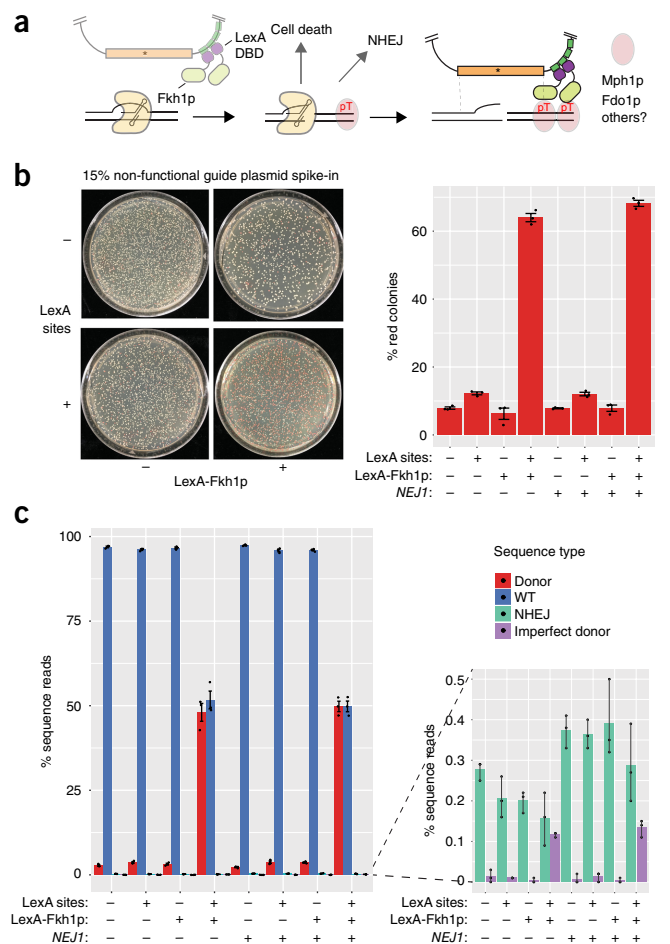 a
Cell death
LexA
DBD
NHEJ
Fkh1p
*
pT
*
pT pT
Mph1p
Fdo1p
others?
b
15% non-functional guide plasmid spike-in
–
LexA
sites
+
– +
LexA-Fkh1p
% red colonies
60
40
20
0
LexA sites: – + – + – + – +
LexA-Fkh1p: – – + + – – + +
NEJ1: – – – – + + + +
c
% sequence reads
100
75
50
25
0
LexA sites: – + – + – + – +
LexA-Fkh1p: – – + + – – + +
NEJ1: – – – – + + + +
Sequence type
Donor
WT
NHEJ
Imperfect donor
% sequence reads
0.5
0.4
0.3
0.2
0.1
0
LexA sites: – + – + – + – +
LexA-Fkh1p: – – + + – – + +
NEJ1: – – – – + + + +